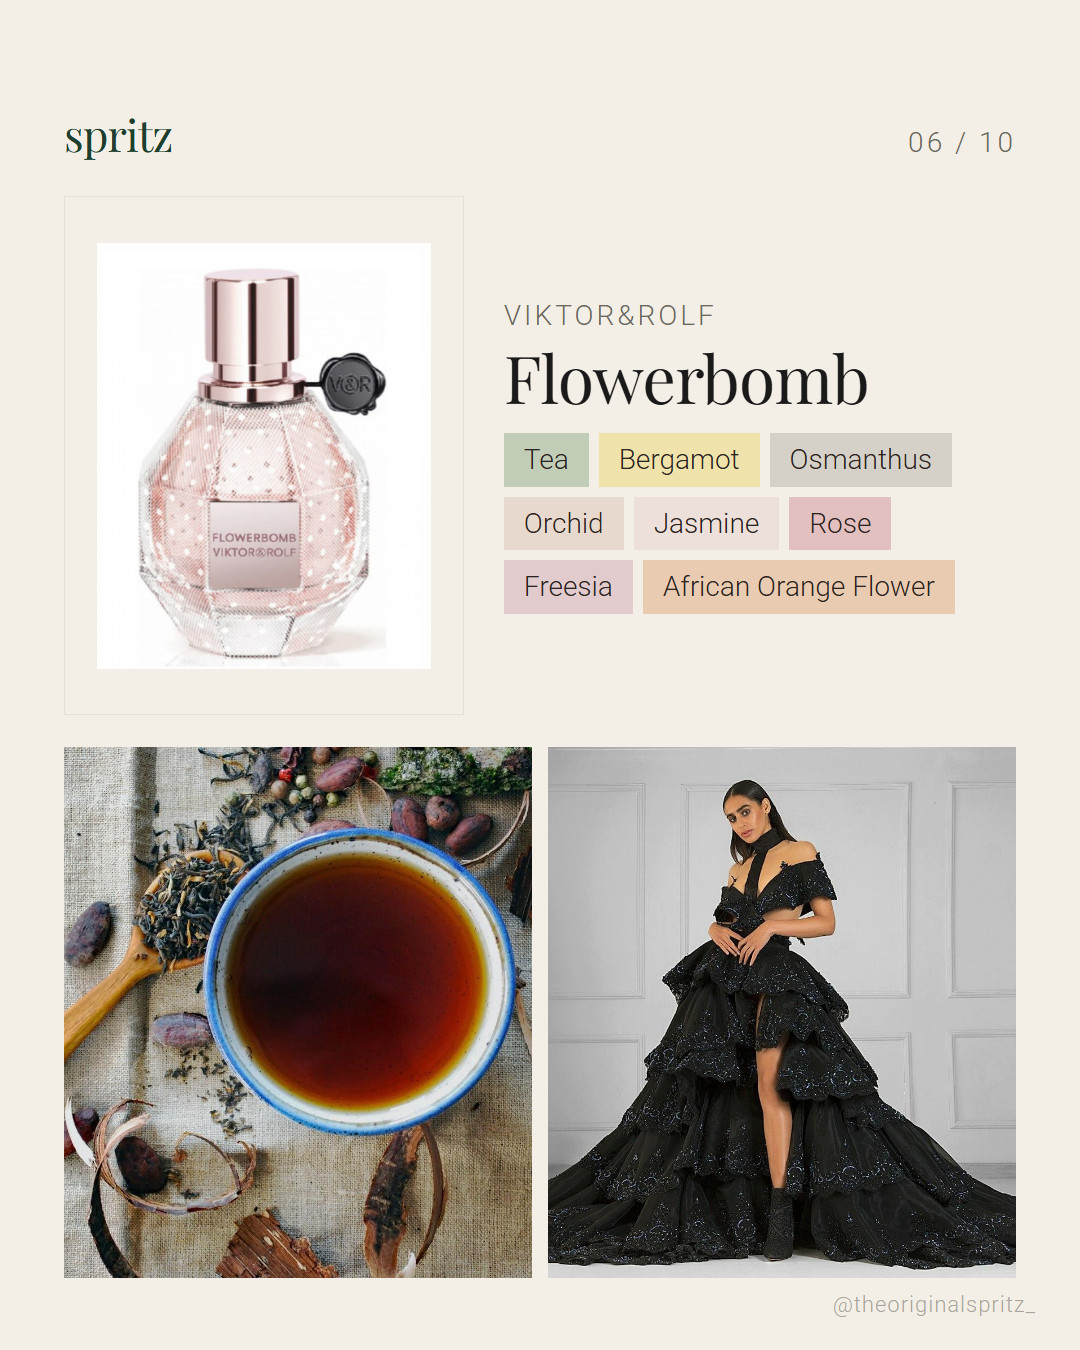 spritz
06 / 10
V&R
FLOWERBOMB
VIKTOR&ROLF
VIKTOR&ROLF
Flowerbomb
Tea
Bergamot
Osmanthus
Orchid
Jasmine
Rose
Freesia
African Orange Flower
@theoriginalspritz_